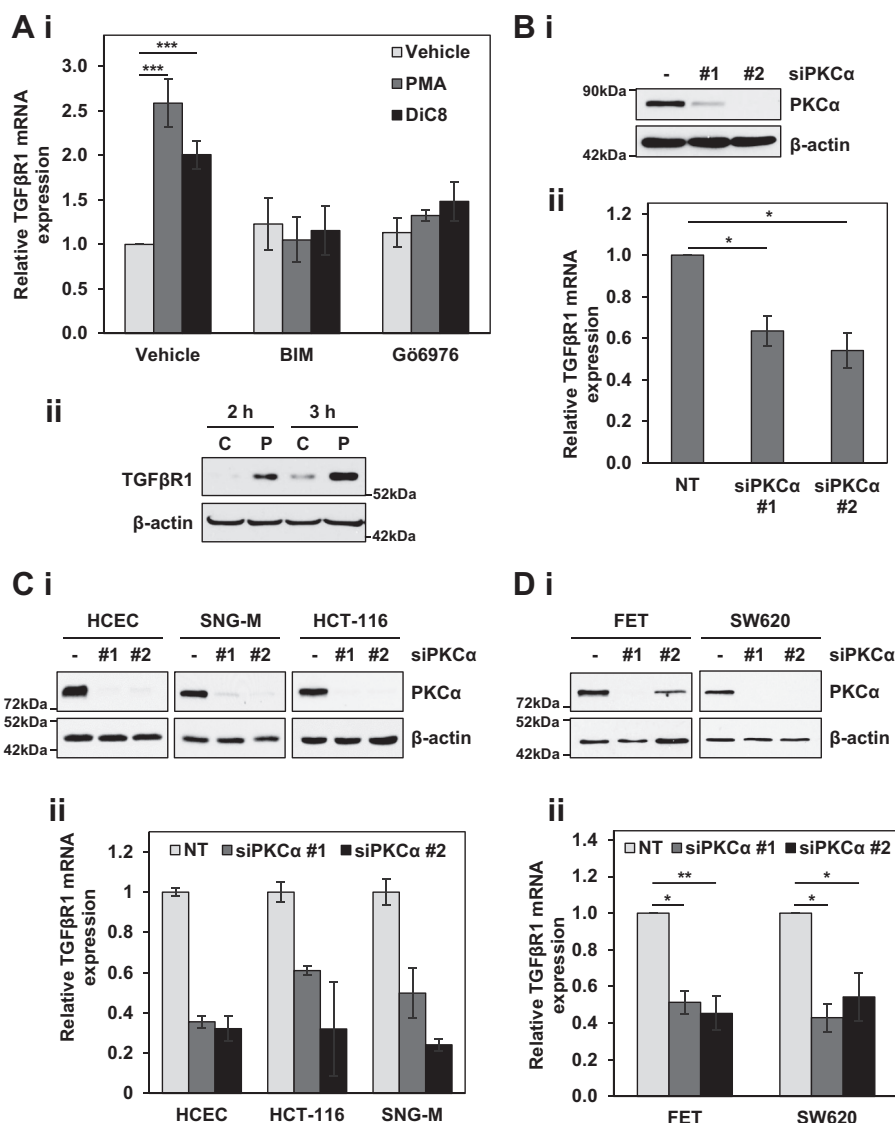 A i
Relative TGFβR1 mRNA
expression
3.0
2.5
2.0
1.5
1.0
0.5
0.0
***
***
Vehicle
PMA
DiC8
Vehicle BIM Gö6976
ii
2 h 3 h
C P C P
TGFβR1
52kDa
β-actin
42kDa
B i
- #1 #2 siPKCα
90kDa
PKCα
β-actin
42kDa
ii
Relative TGFβR1 mRNA
expression
1.2
1.0
0.8
0.6
0.4
0.2
0.0
*
*
NT siPKCα siPKCα
#1 #2
C i
HCEC SNG-M HCT-116
- #1 #2 - #1 #2 - #1 #2 siPKCα
PKCα
72kDa
52kDa
β-actin
42kDa
ii
Relative TGFβR1 mRNA
expression
1.2
1
0.8
0.6
0.4
0.2
0
NT siPKCα #1 siPKCα #2
HCEC HCT-116 SNG-M
D i
FET SW620
- #1 #2 - #1 #2 siPKCα
PKCα
72kDa
52kDa
β-actin
42kDa
ii
Relative TGFβR1 mRNA
expression
1.4
1.2
1.0
0.8
0.6
0.4
0.2
0.0
NT siPKCα #1 siPKCα #2
**
*
*
*
FET SW620